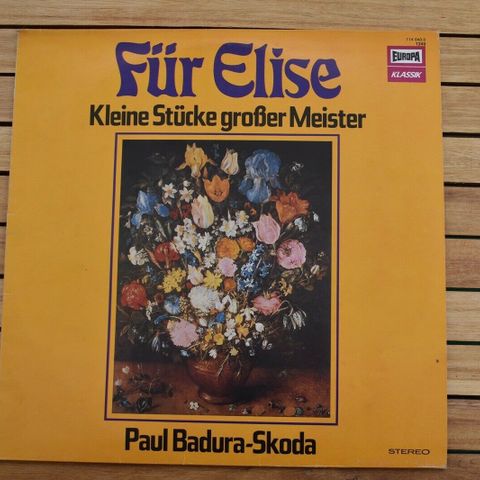 Für Elise
Kleine Stücke großer Meister
EUROPA
KLASSIK
Paul Badura-Skoda
STEREO